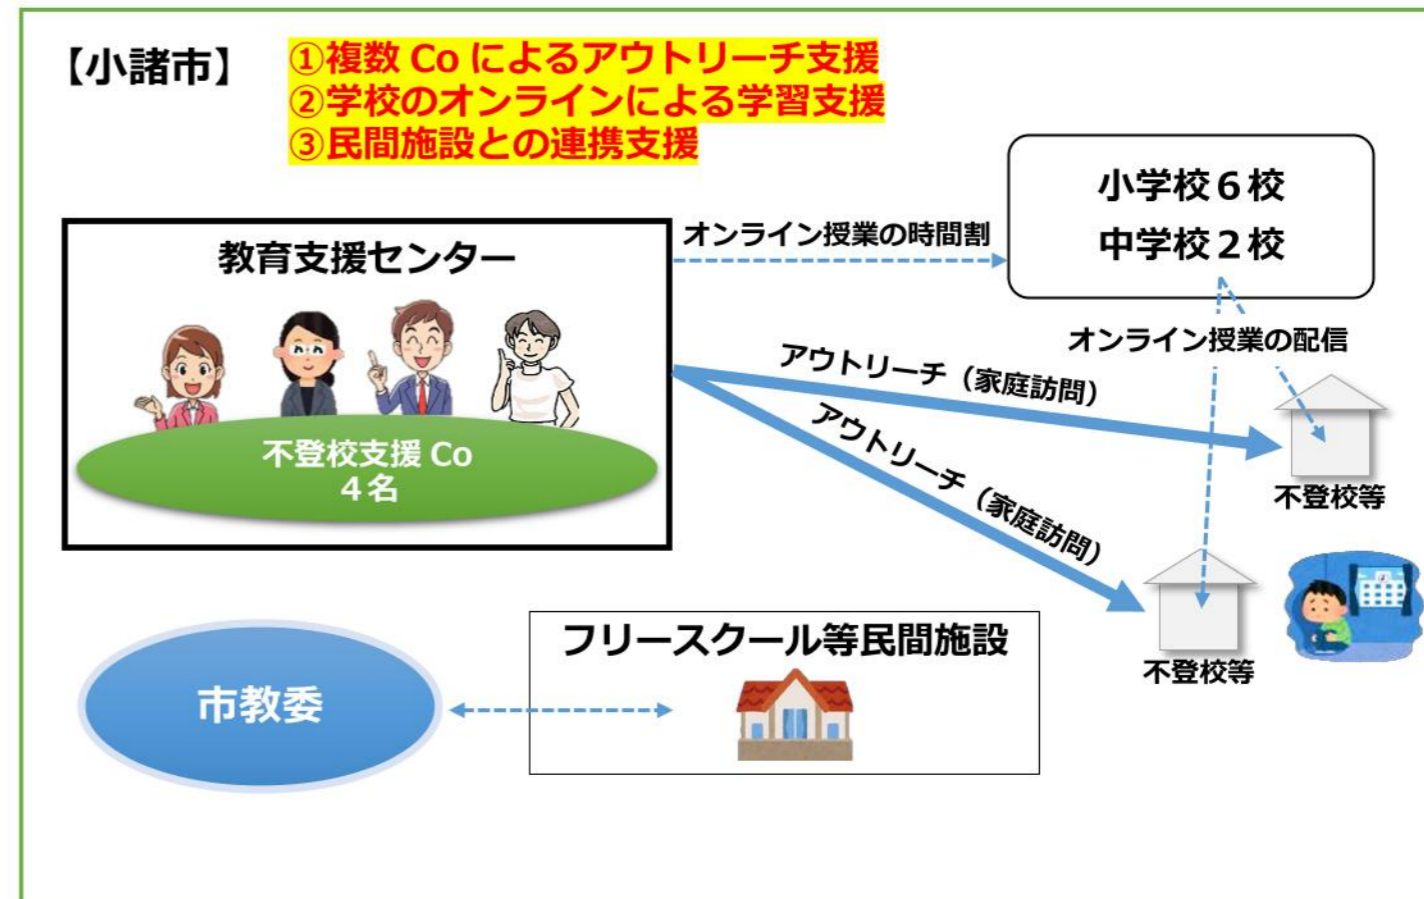 【小諸市】
①複数 Co によるアウトリーチ支援
②学校のオンラインによる学習支援
③民間施設との連携支援
小学校６校
中学校２校
オンライン授業の時間割
教育支援センター
オンライン授業の配信
アウトリーチ（家庭訪問）
アウトリーチ（家庭訪問）
不登校支援 Co
４名
不登校等
不登校等
フリースクール等民間施設
市教委